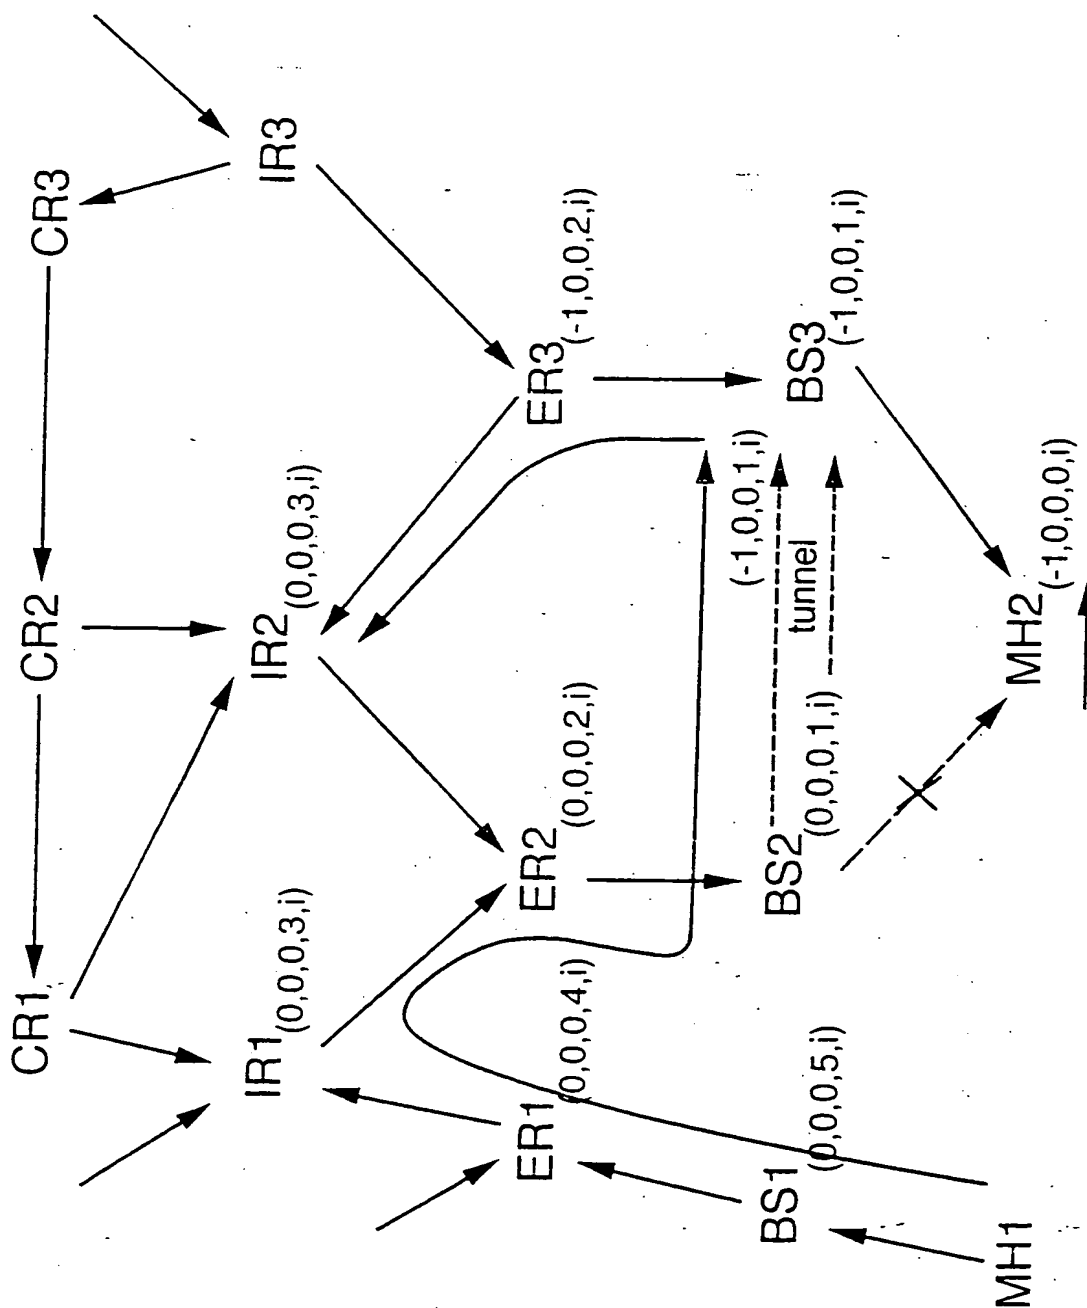 CR1
CR2
CR3
IR1 (0,0,0,3,i)
IR2 (0,0,0,3,i)
IR3
ER1 (0,0,0,4,i)
ER2 (0,0,0,2,i)
ER3 (-1,0,0,2,i)
(-1,0,0,1,i)
tunnel
BS1 (0,0,0,5,i)
BS2 (0,0,0,1,i)
BS3 (-1,0,0,1,i)
MH1
MH2 (-1,0,0,0,i)